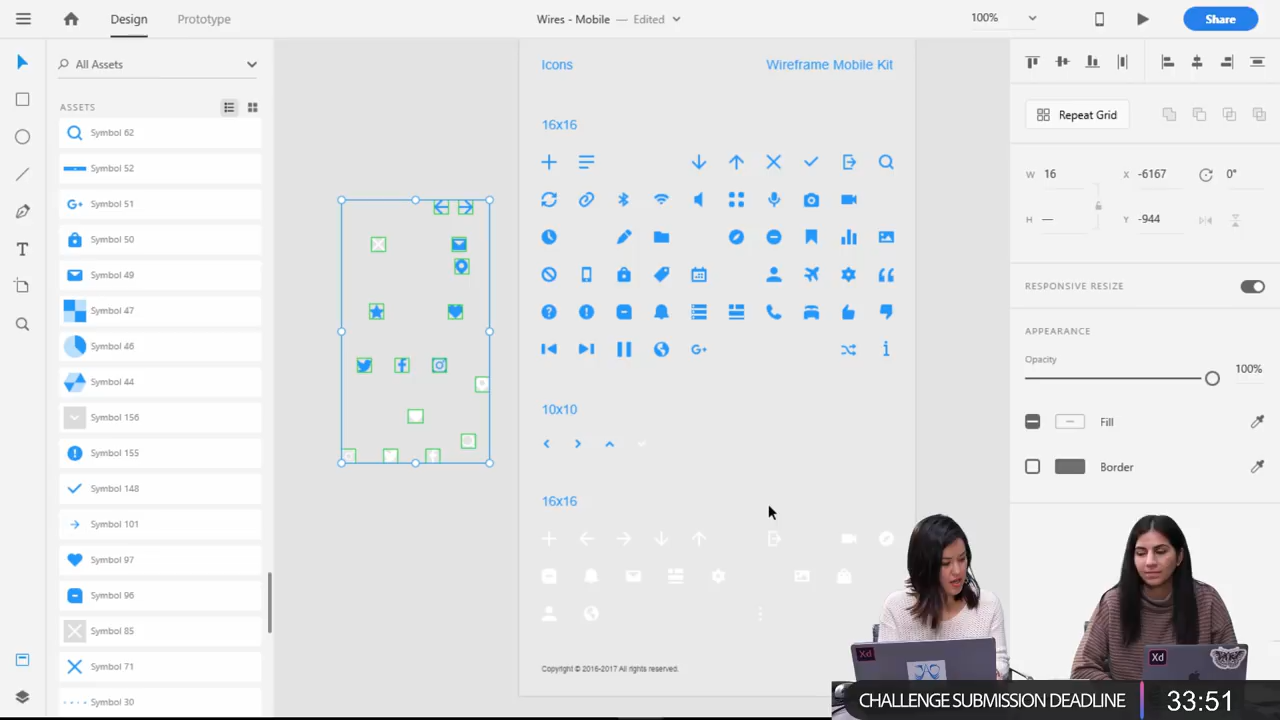 Design
Prototype
Wires - Mobile — Edited
100%
Share
All Assets
ASSETS
Symbol 62
Symbol 52
Symbol 51
Symbol 50
Symbol 49
Symbol 47
Symbol 46
Symbol 44
Symbol 156
Symbol 155
Symbol 148
Symbol 101
Symbol 97
Symbol 96
Symbol 85
Symbol 71
Symbol 30
Icons
Wireframe Mobile Kit
16x16
10x10
16x16
Copyright © 2016-2017 All rights reserved.
Repeat Grid
W 16
X -6167
0°
H —
Y -944
RESPONSIVE RESIZE
APPEARANCE
Opacity
100%
Fill
Border
Xd
Xd
CHALLENGE SUBMISSION DEADLINE
33:51